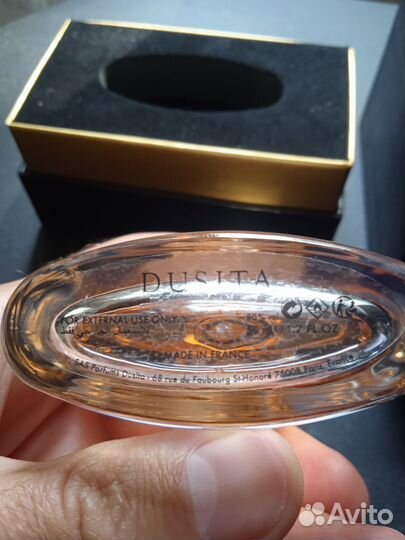 DUSITA
FOR EXTERNAL USE ONLY
1.7 FL.OZ
MADE IN FRANCE
SAS Parfums Dusita - 68 rue du Faubourg St-Honoré 75008 Paris, France
Avito